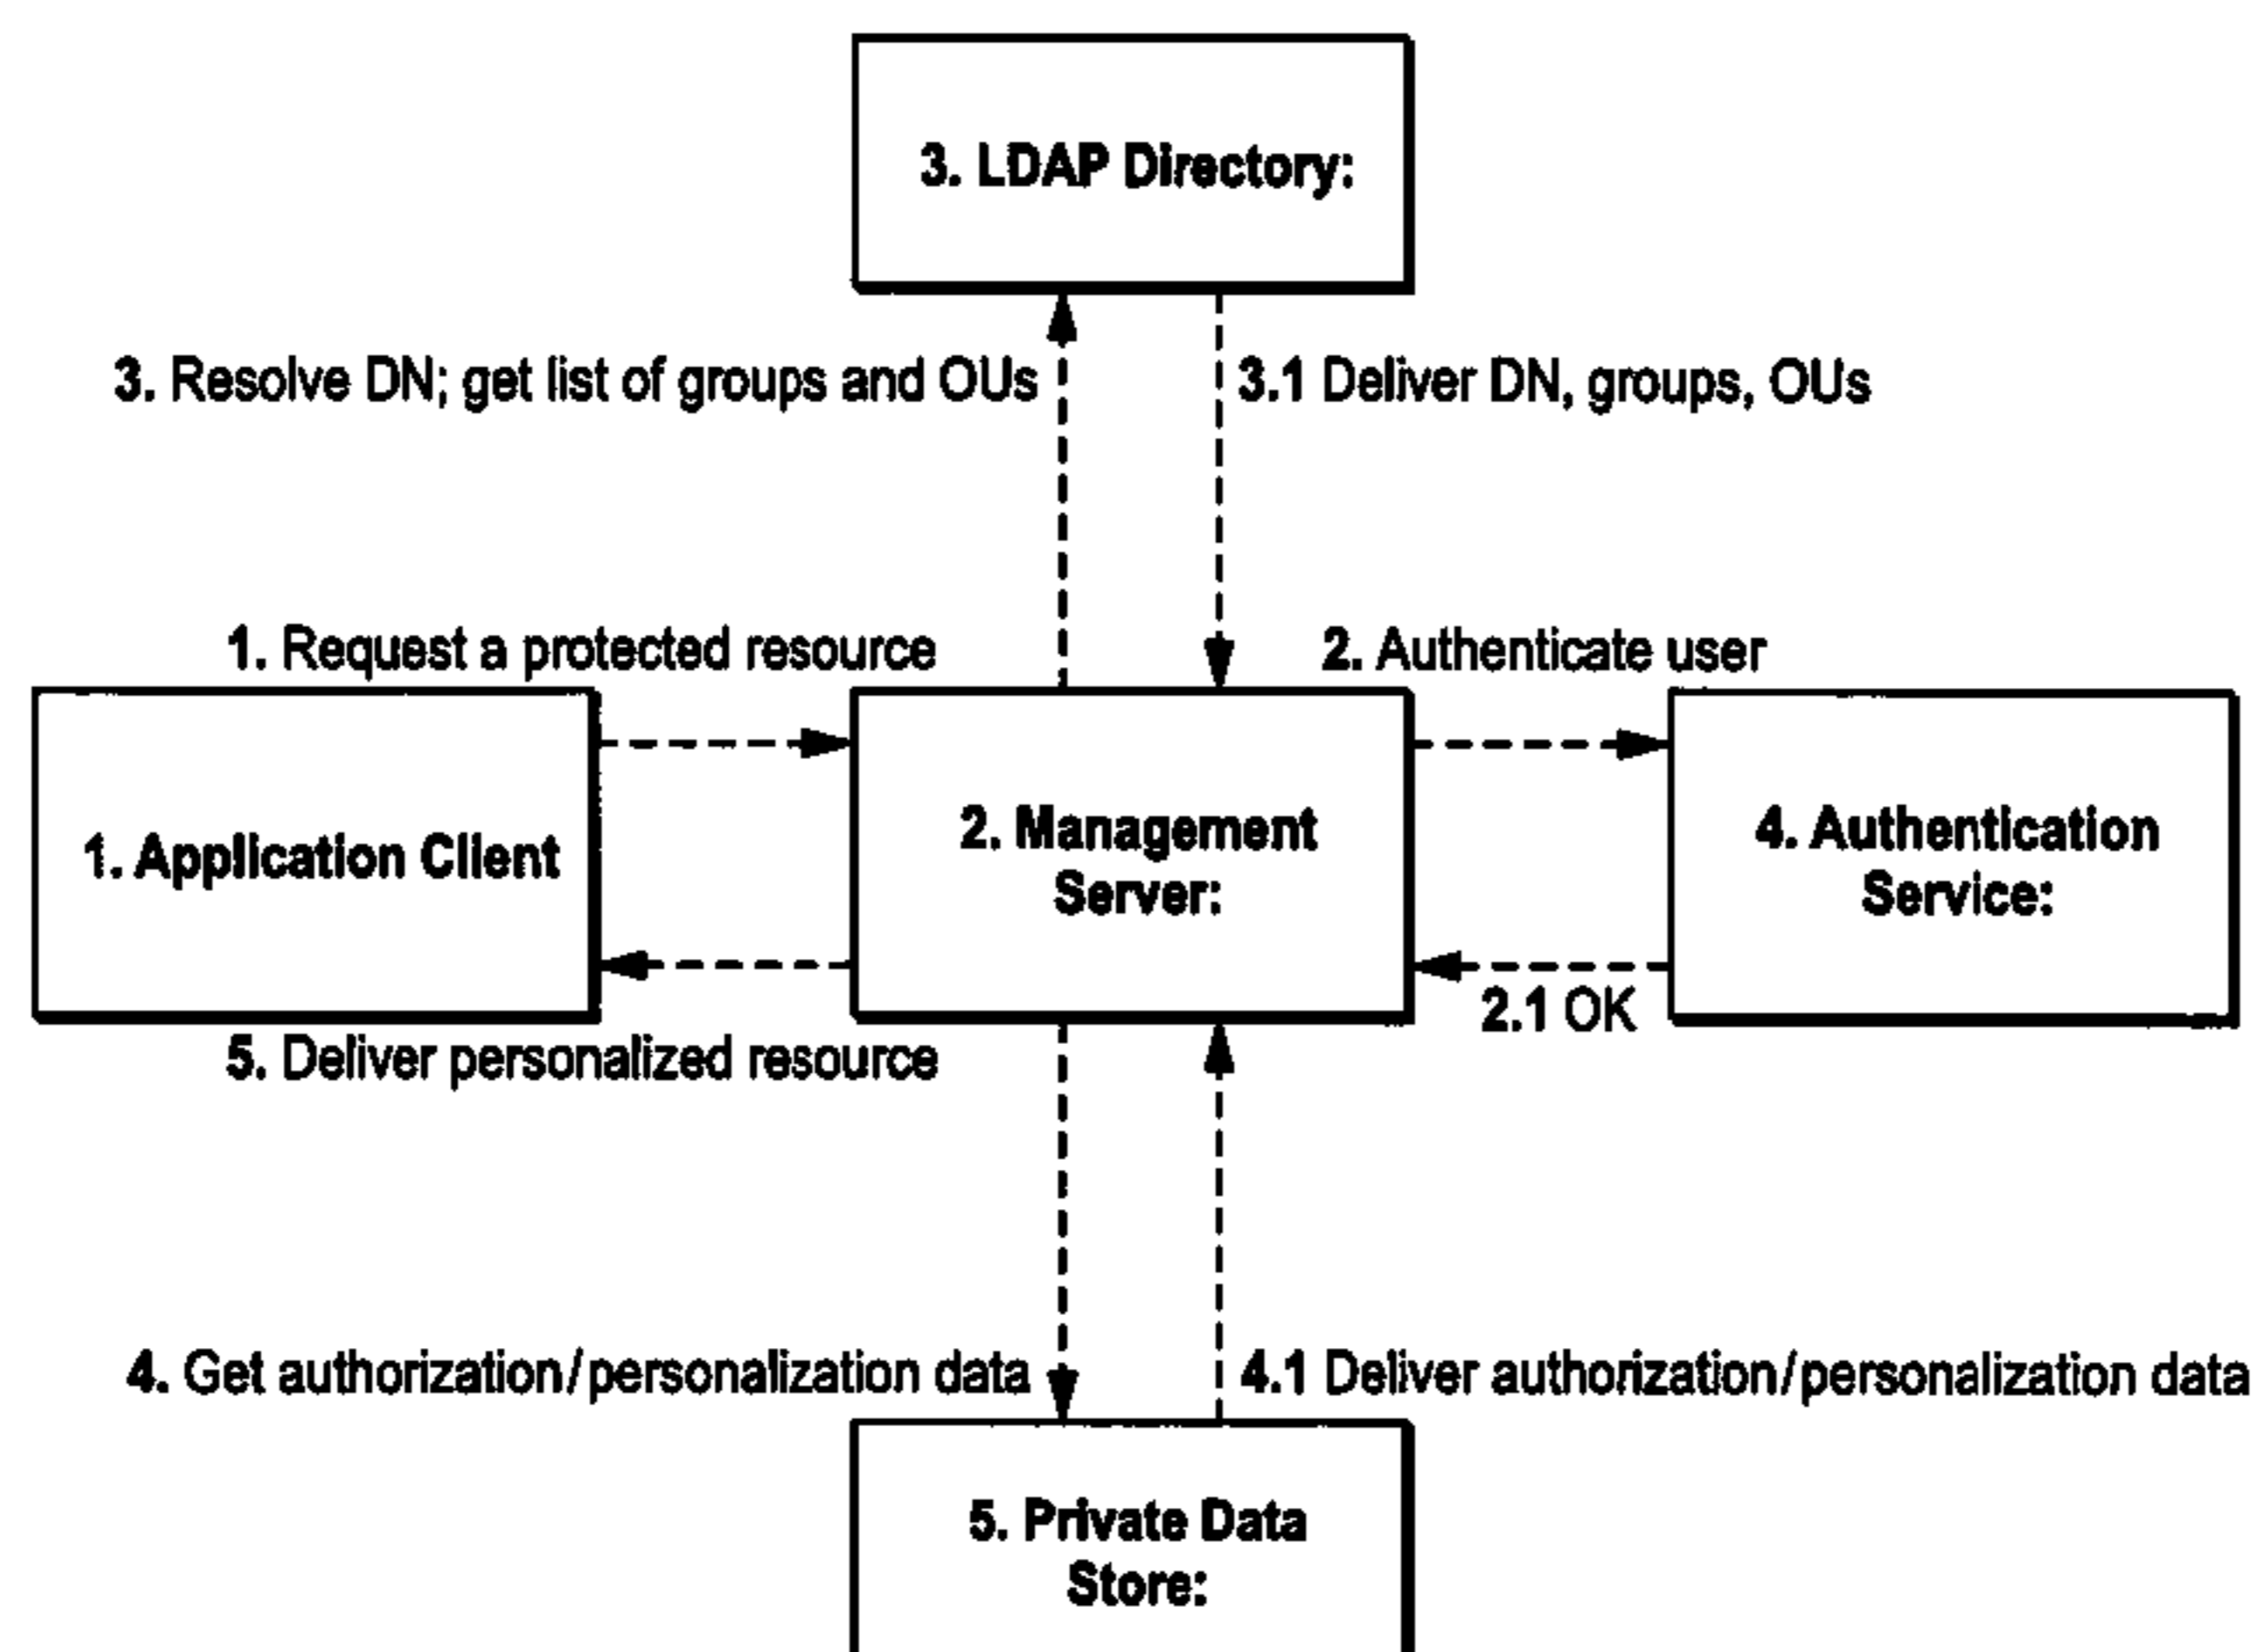 3. LDAP Directory:
3. Resolve DN; get list of groups and OUs
3.1 Deliver DN, groups, OUs
1. Request a protected resource
2. Authenticate user
1. Application Client
2. Management
Server:
4. Authentication
Service:
2.1 OK
5. Deliver personalized resource
4. Get authorization/personalization data
4.1 Deliver authorization/personalization data
5. Private Data
Store: